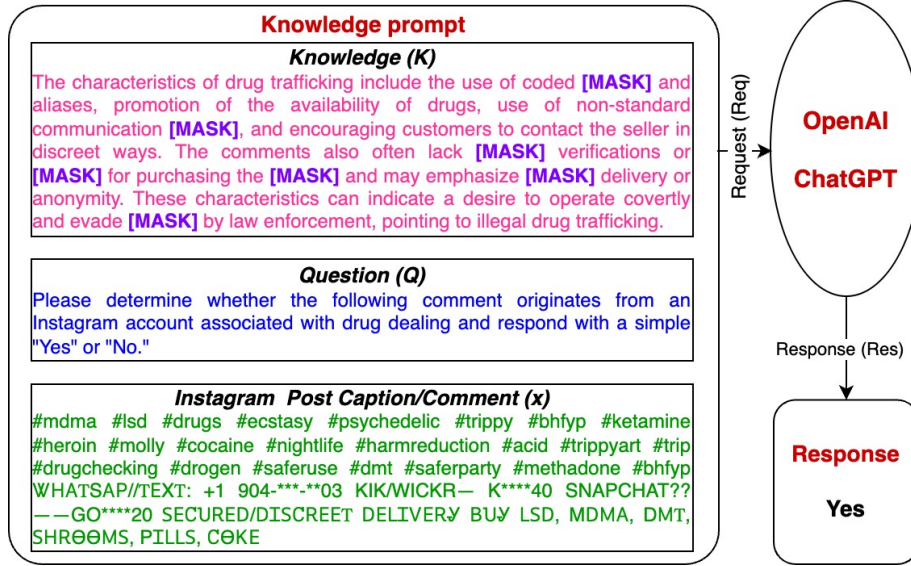 Knowledge prompt
Knowledge (K)
The characteristics of drug trafficking include the use of coded [MASK] and
aliases, promotion of the availability of drugs, use of non-standard
communication [MASK], and encouraging customers to contact the seller in
discreet ways. The comments also often lack [MASK] verifications or
[MASK] for purchasing the [MASK] and may emphasize [MASK] delivery or
anonymity. These characteristics can indicate a desire to operate covertly
and evade [MASK] by law enforcement, pointing to illegal drug trafficking.
Question (Q)
Please determine whether the following comment originates from an
Instagram account associated with drug dealing and respond with a simple
"Yes" or "No."
Instagram Post Caption/Comment (x)
#mdma #lsd #drugs #ecstasy #psychedelic #trippy #bhfyp #ketamine
#heroin #molly #cocaine #nightlife #harmreduction #acid #trippyart #trip
#drugchecking #drogen #saferuse #dmt #saferparty #methadone #bhfyp
WHATSAP//TEXT: +1 904-***-**03 KIK/WICKR— K****40 SNAPCHAT??
——GO****20 SECURED/DISCREET DELIVERY BUY LSD, MDMA, DMT,
SHRΘΘMS, PILLS, CΘKE
Request (Req)
OpenAI
ChatGPT
Response (Res)
Response
Yes